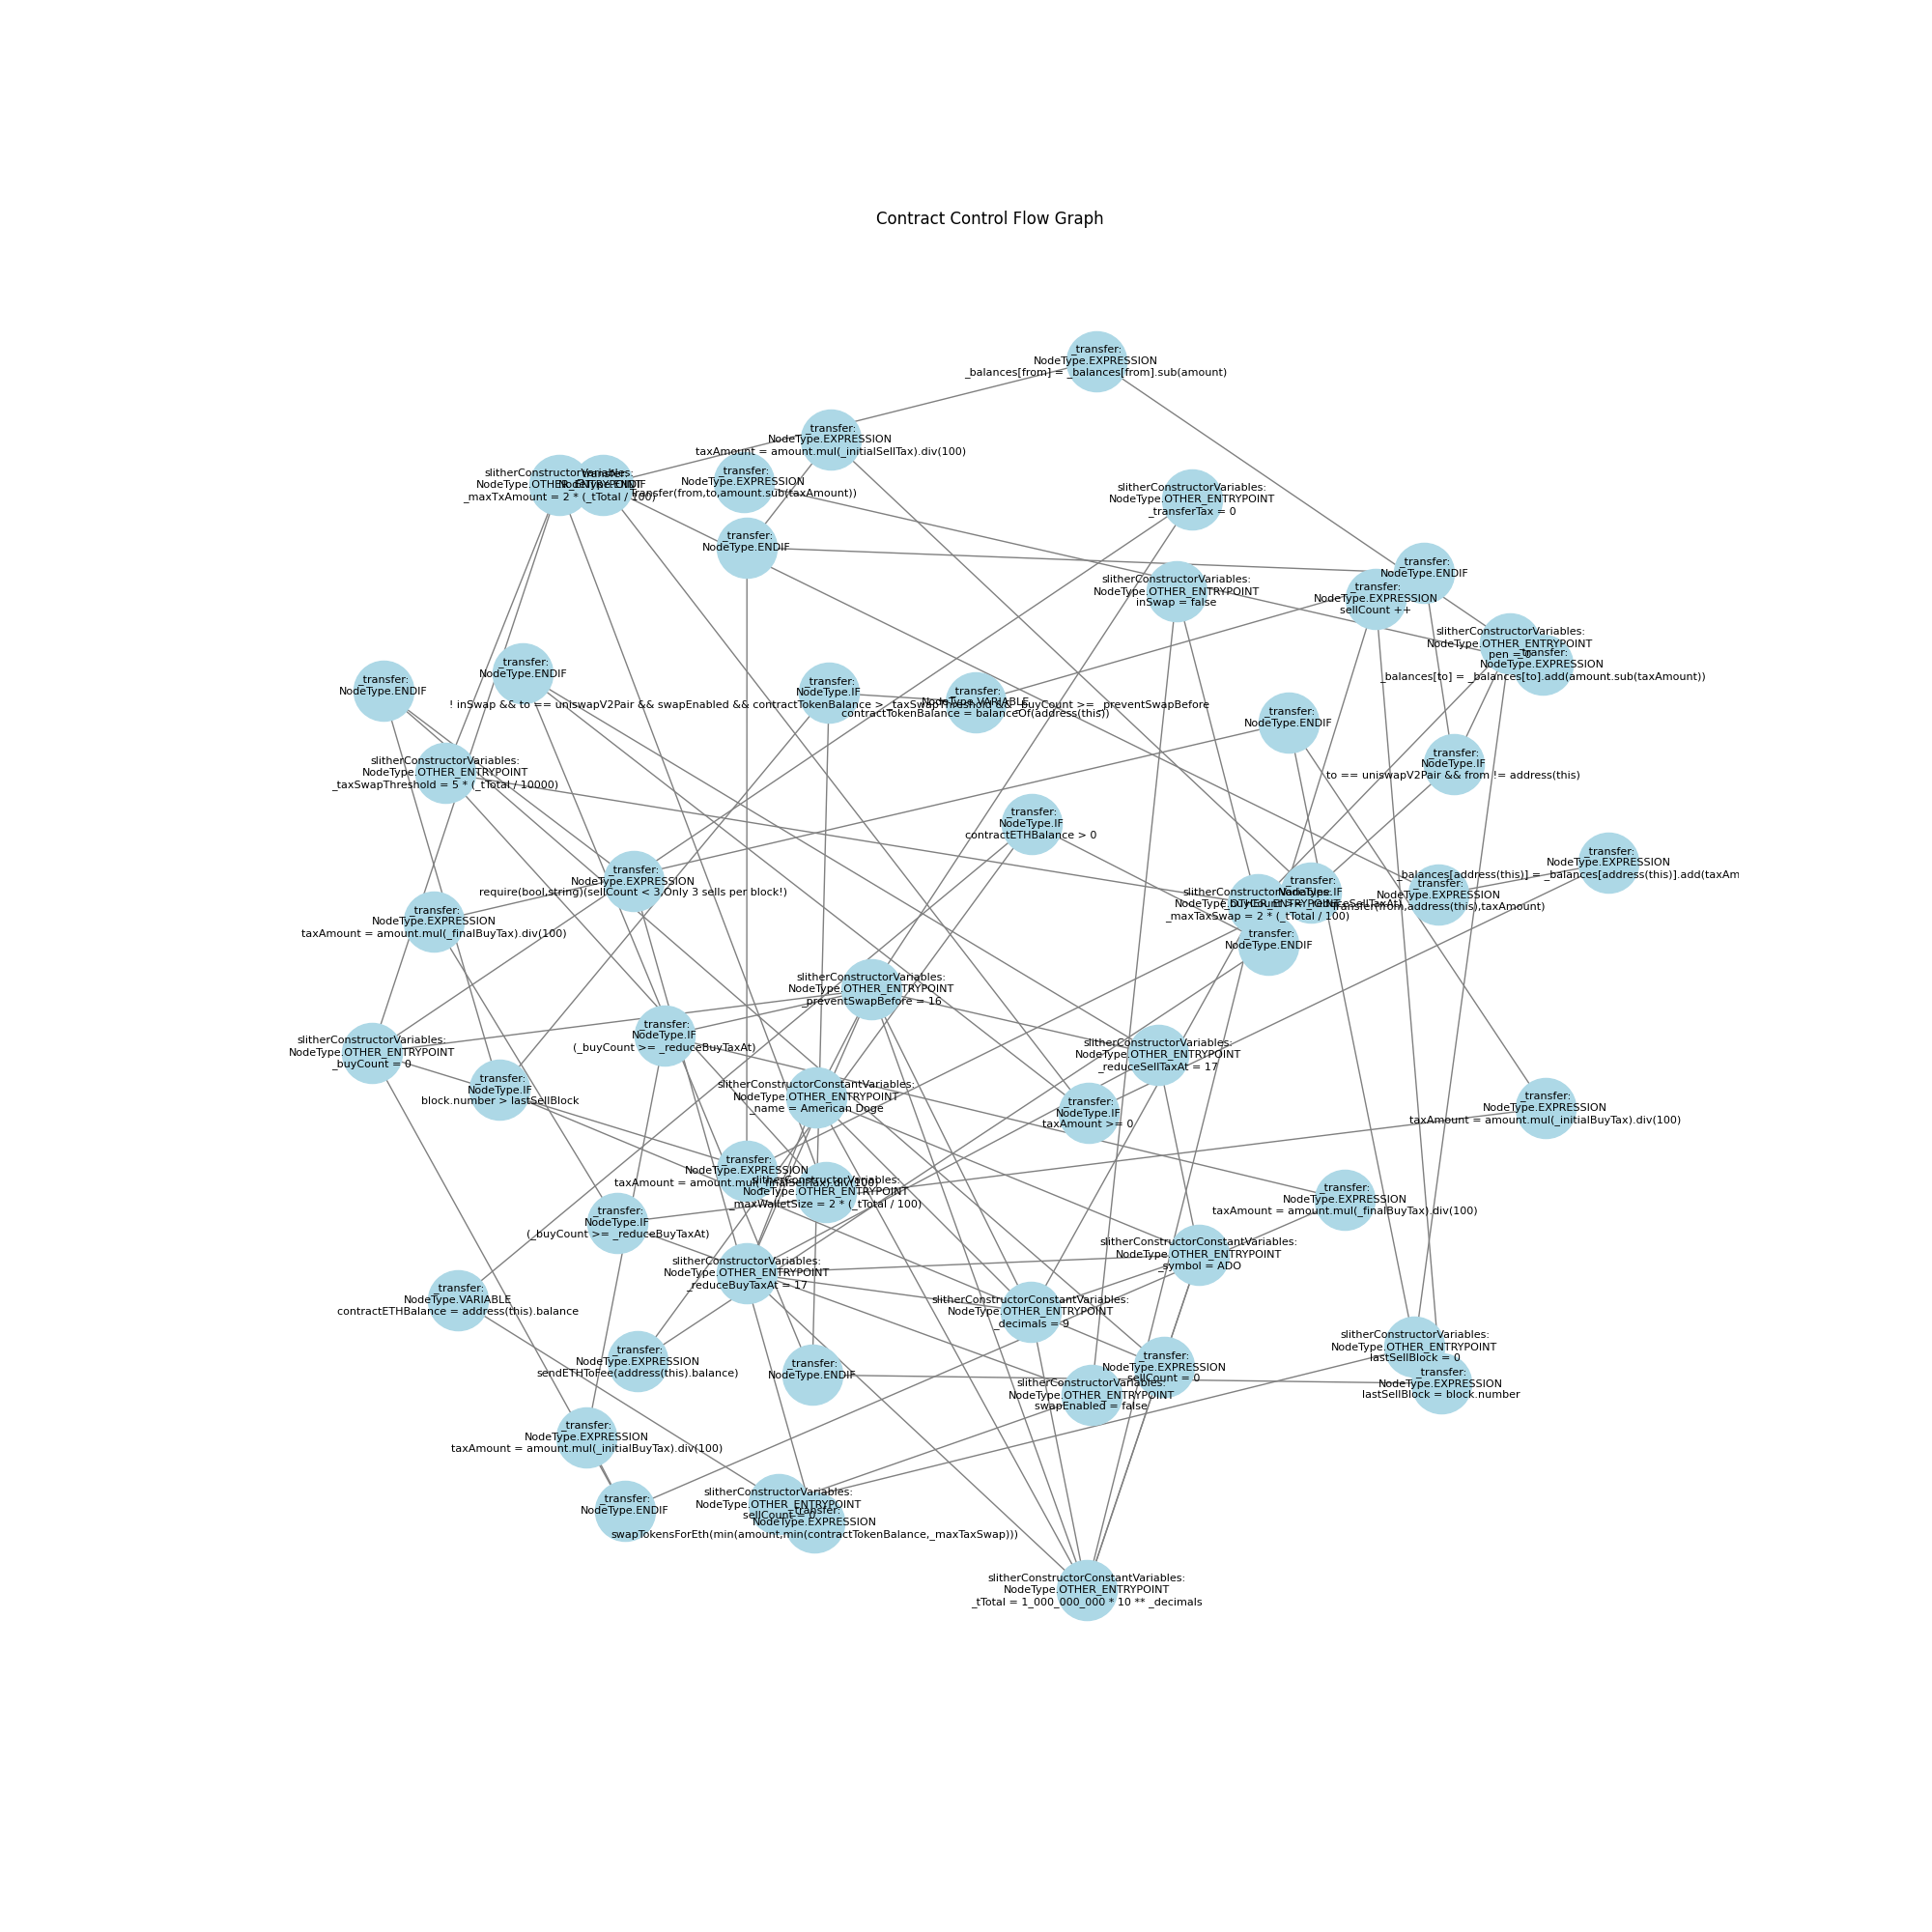 Contract Control Flow Graph
_transfer:
NodeType.EXPRESSION
_balances[from] = _balances[from].sub(amount)
_transfer:
NodeType.EXPRESSION
taxAmount = amount.mul(_initialSellTax).div(100)
slitherConstructorVariables:
NodeType.OTHER_ENTRYPOINT
_maxTxAmount = 2 * (_tTotal / 100)
_transfer:
NodeType.ENDIF
_transfer:
NodeType.EXPRESSION
Transfer(from,to,amount.sub(taxAmount))
slitherConstructorVariables:
NodeType.OTHER_ENTRYPOINT
_transferTax = 0
_transfer:
NodeType.ENDIF
_transfer:
NodeType.ENDIF
slitherConstructorVariables:
NodeType.OTHER_ENTRYPOINT
inSwap = false
_transfer:
NodeType.EXPRESSION
sellCount ++
slitherConstructorVariables:
NodeType.OTHER_ENTRYPOINT
_transfer:
NodeType.EXPRESSION
_balances[to] = _balances[to].add(amount.sub(taxAmount))
_transfer:
NodeType.ENDIF
_transfer:
NodeType.ENDIF
_transfer:
NodeType.IF
! inSwap && to == uniswapV2Pair && swapEnabled && contractTokenBalance > _taxSwapThreshold && _buyCount >= _preventSwapBefore
_transfer:
NodeType.VARIABLE
contractTokenBalance = balanceOf(address(this))
_transfer:
NodeType.ENDIF
slitherConstructorVariables:
NodeType.OTHER_ENTRYPOINT
_taxSwapThreshold = 5 * (_tTotal / 10000)
_transfer:
NodeType.IF
to == uniswapV2Pair && from != address(this)
_transfer:
NodeType.IF
contractETHBalance > 0
_transfer:
NodeType.EXPRESSION
_balances[address(this)] = _balances[address(this)].add(taxAm
_transfer:
NodeType.EXPRESSION
require(bool,string)(sellCount < 3,Only 3 sells per block!)
_transfer:
NodeType.EXPRESSION
Transfer(from,address(this),taxAmount)
slitherConstructorVariables:
NodeType.OTHER_ENTRYPOINT
_maxTaxSwap = 2 * (_tTotal / 100)
_transfer:
NodeType.IF
_transfer:
NodeType.EXPRESSION
taxAmount = amount.mul(_finalBuyTax).div(100)
_transfer:
NodeType.ENDIF
slitherConstructorVariables:
NodeType.OTHER_ENTRYPOINT
_preventSwapBefore = 16
_transfer:
NodeType.IF
(_buyCount >= _reduceBuyTaxAt)
slitherConstructorVariables:
NodeType.OTHER_ENTRYPOINT
_buyCount = 0
slitherConstructorVariables:
NodeType.OTHER_ENTRYPOINT
_reduceSellTaxAt = 17
_transfer:
NodeType.IF
block.number > lastSellBlock
slitherConstructorConstantVariables:
NodeType.OTHER_ENTRYPOINT
_name = American Doge
_transfer:
NodeType.IF
taxAmount >= 0
_transfer:
NodeType.EXPRESSION
taxAmount = amount.mul(_initialBuyTax).div(100)
_transfer:
NodeType.EXPRESSION
taxAmount = amount.mul(_finalSellTax).div(100)
slitherConstructorVariables:
NodeType.OTHER_ENTRYPOINT
_maxWalletSize = 2 * (_tTotal / 100)
_transfer:
NodeType.EXPRESSION
taxAmount = amount.mul(_finalBuyTax).div(100)
_transfer:
NodeType.IF
(_buyCount >= _reduceBuyTaxAt)
slitherConstructorConstantVariables:
NodeType.OTHER_ENTRYPOINT
_symbol = ADO
slitherConstructorVariables:
NodeType.OTHER_ENTRYPOINT
_reduceBuyTaxAt = 17
_transfer:
NodeType.VARIABLE
contractETHBalance = address(this).balance
slitherConstructorConstantVariables:
NodeType.OTHER_ENTRYPOINT
_decimals = 9
_transfer:
NodeType.EXPRESSION
sendETHToFee(address(this).balance)
_transfer:
NodeType.ENDIF
_transfer:
NodeType.EXPRESSION
sellCount = 0
slitherConstructorVariables:
NodeType.OTHER_ENTRYPOINT
swapEnabled = false
slitherConstructorVariables:
NodeType.OTHER_ENTRYPOINT
lastSellBlock = 0
_transfer:
NodeType.EXPRESSION
lastSellBlock = block.number
_transfer:
NodeType.EXPRESSION
taxAmount = amount.mul(_initialBuyTax).div(100)
_transfer:
NodeType.ENDIF
slitherConstructorVariables:
NodeType.OTHER_ENTRYPOINT
sellCount = 0
_transfer:
NodeType.EXPRESSION
swapTokensForEth(min(amount,min(contractTokenBalance,_maxTaxSwap)))
slitherConstructorConstantVariables:
NodeType.OTHER_ENTRYPOINT
_tTotal = 1_000_000_000 * 10 ** _decimals